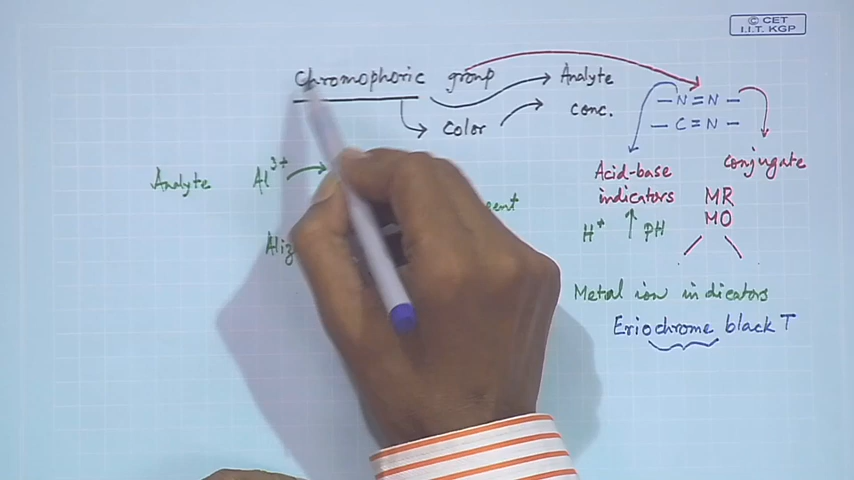 © CET
I.I.T. KGP
Chromophoric group
Analyte
conc.
Color
— N = N —
— C = N —
Analyte Al3+
Acid-base
indicators
H+ pH
Conjugate
MR
MO
Metal ion indicators
Eriochrome black T